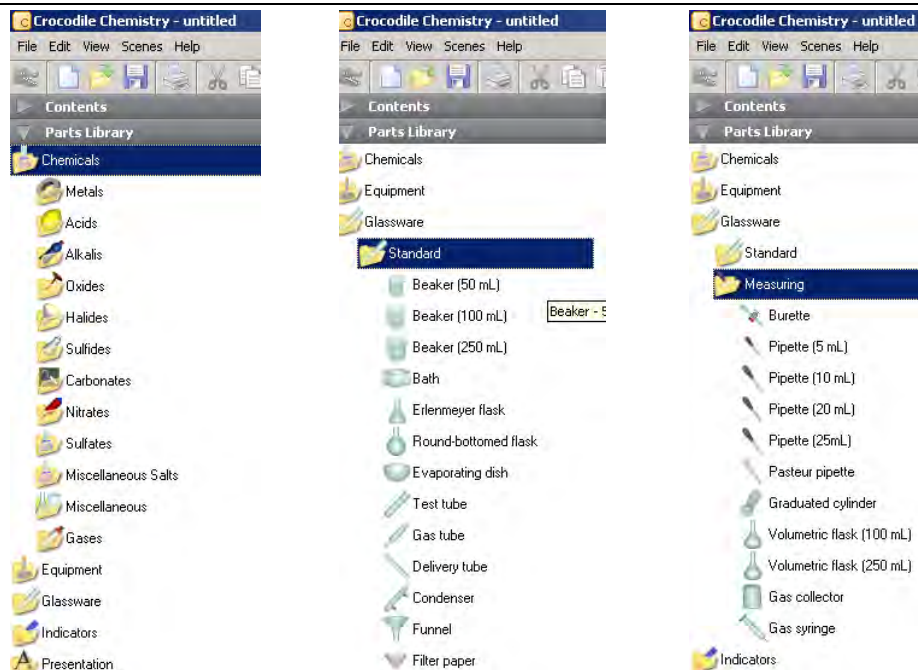 Crocodile Chemistry - untitled
File Edit View Scenes Help
Contents
Parts Library
Chemicals
Metals
Acids
Alkalis
Oxides
Halides
Sulfides
Carbonates
Nitrates
Sulfates
Miscellaneous Salts
Miscellaneous
Gases
Equipment
Glassware
Indicators
Presentation
Crocodile Chemistry - untitled
File Edit View Scenes Help
Contents
Parts Library
Chemicals
Equipment
Glassware
Standard
Beaker (50 mL)
Beaker (100 mL)
Beaker - 5
Beaker (250 mL)
Bath
Erlenmeyer flask
Round-bottomed flask
Evaporating dish
Test tube
Gas tube
Delivery tube
Condenser
Funnel
Filter paper
Crocodile Chemistry - untitled
File Edit View Scenes Help
Contents
Parts Library
Chemicals
Equipment
Glassware
Standard
Measuring
Burette
Pipette (5 mL)
Pipette (10 mL)
Pipette (20 mL)
Pipette (25mL)
Pasteur pipette
Graduated cylinder
Volumetric flask (100 mL)
Volumetric flask (250 mL)
Gas collector
Gas syringe
Indicators